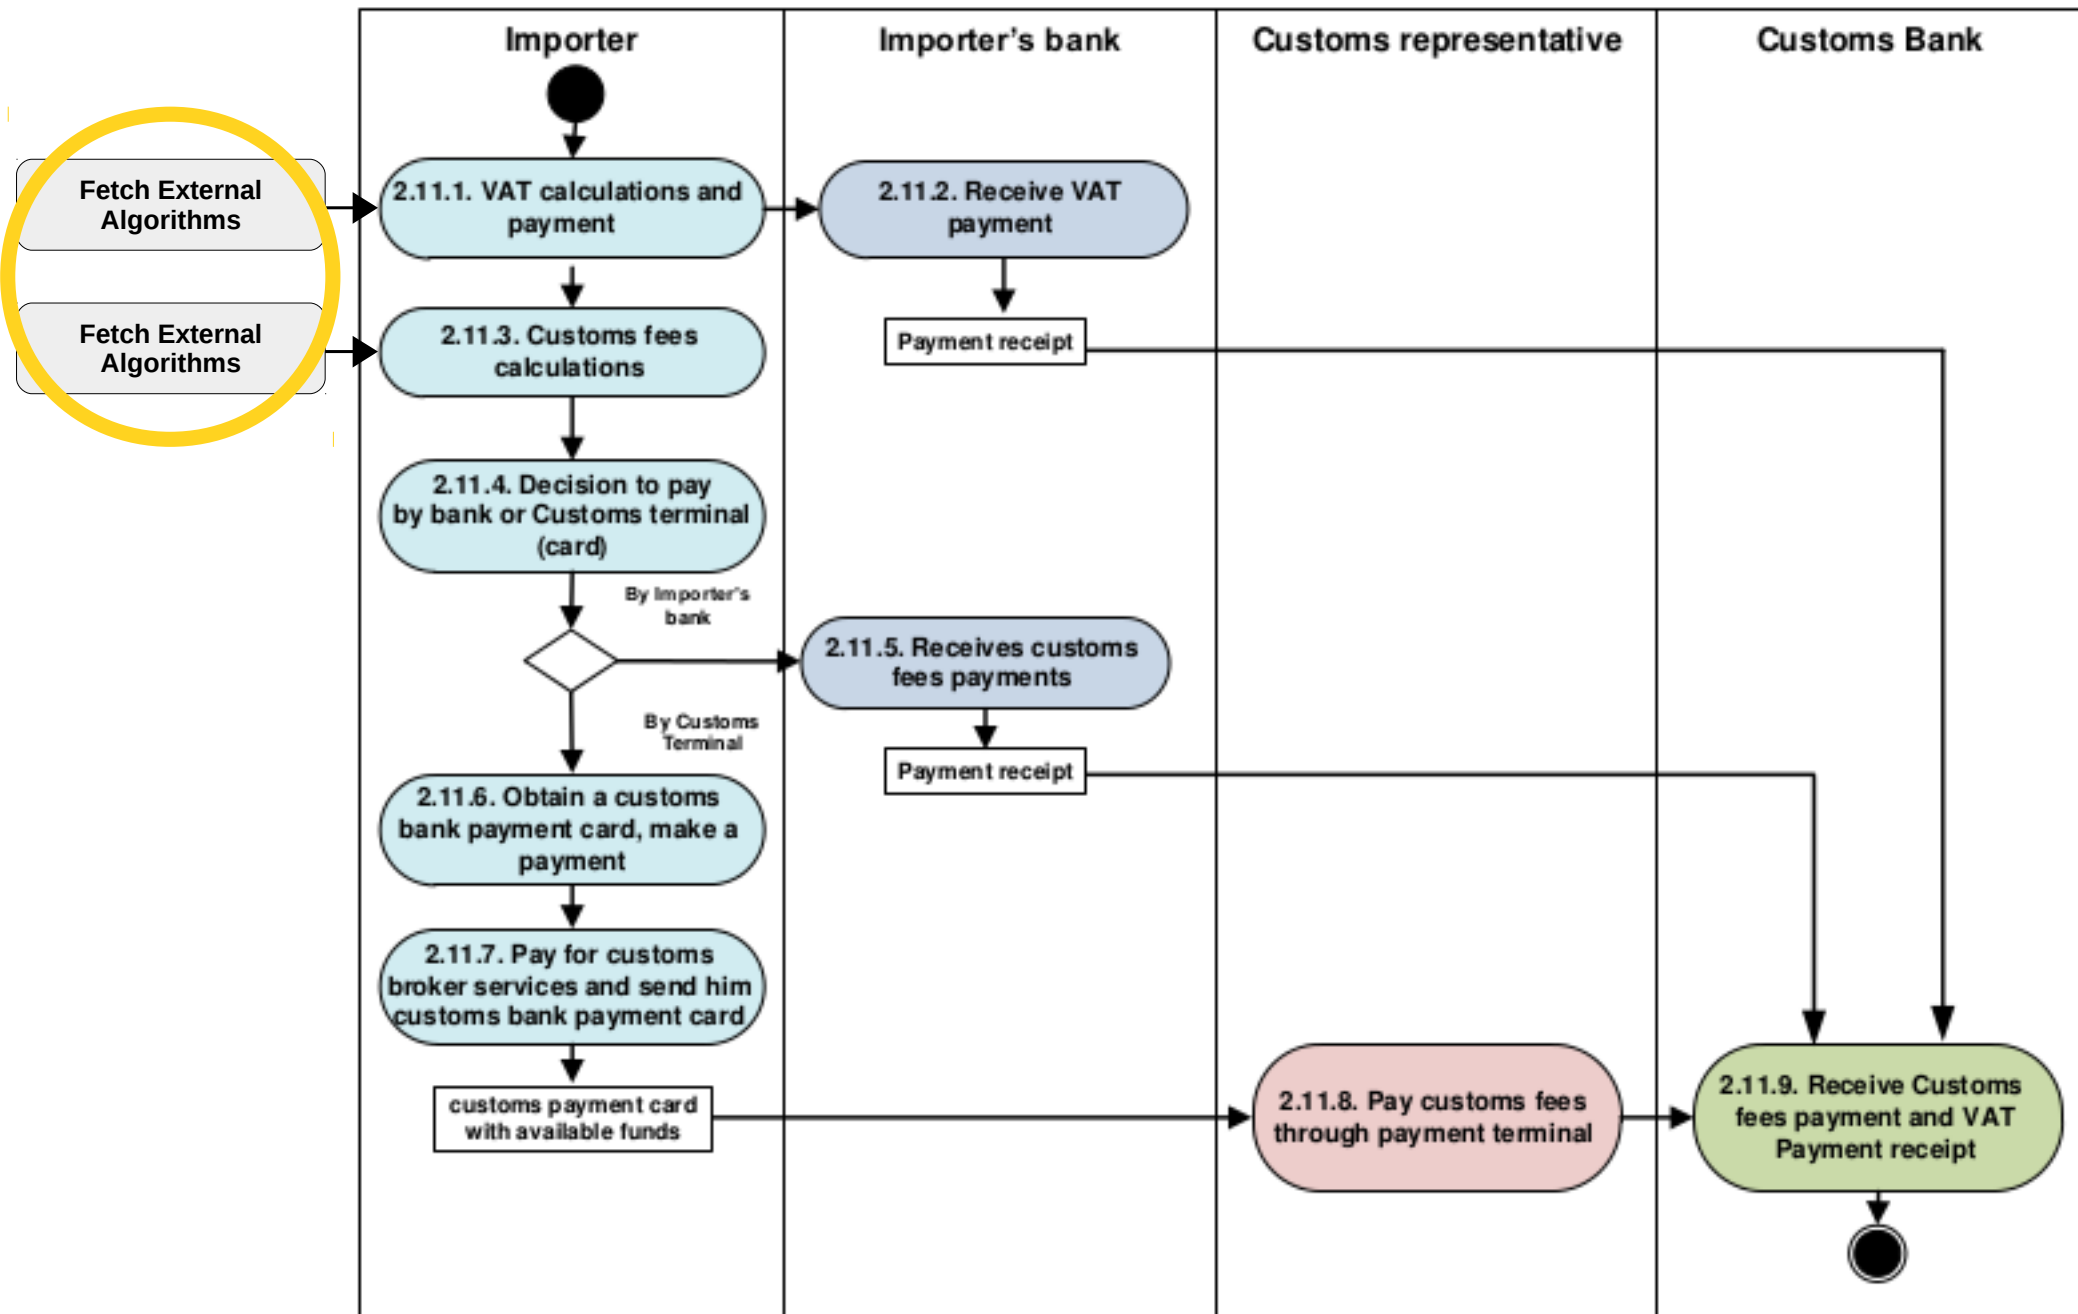 Importer
Importer's bank
Customs representative
Customs Bank
Fetch External
Algorithms
2.11.1. VAT calculations and
payment
2.11.2. Receive VAT
payment
Fetch External
Algorithms
2.11.3. Customs fees
calculations
Payment receipt
2.11.4. Decision to pay
by bank or Customs terminal
(card)
By Importer's
bank
2.11.5. Receives customs
fees payments
By Customs
Terminal
Payment receipt
2.11.6. Obtain a customs
bank payment card, make a
payment
2.11.7. Pay for customs
broker services and send him
customs bank payment card
customs payment card
with available funds
2.11.8. Pay customs fees
through payment terminal
2.11.9. Receive Customs
fees payment and VAT
Payment receipt